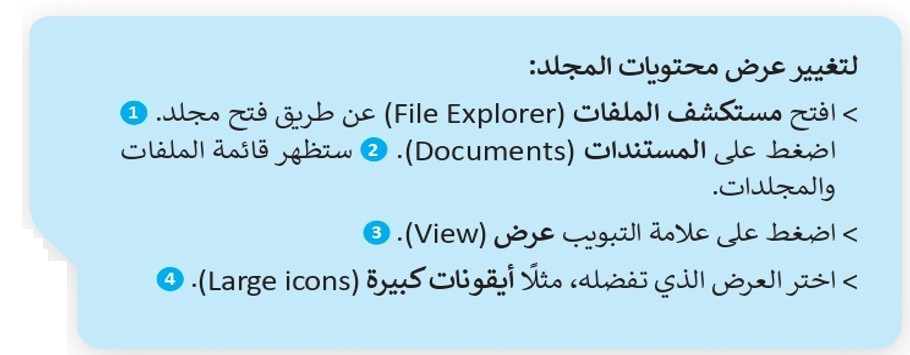 لتغيير عرض محتويات المجلد:
> افتح مستكشف الملفات (File Explorer) عن طريق فتح مجلد. 1
اضغط على المستندات (Documents). 2 ستظهر قائمة الملفات
والمجلدات.
> اضغط على علامة التبويب عرض (View). 3
> اختر العرض الذي تفضله، مثلًا أيقونات كبيرة (Large icons). 4